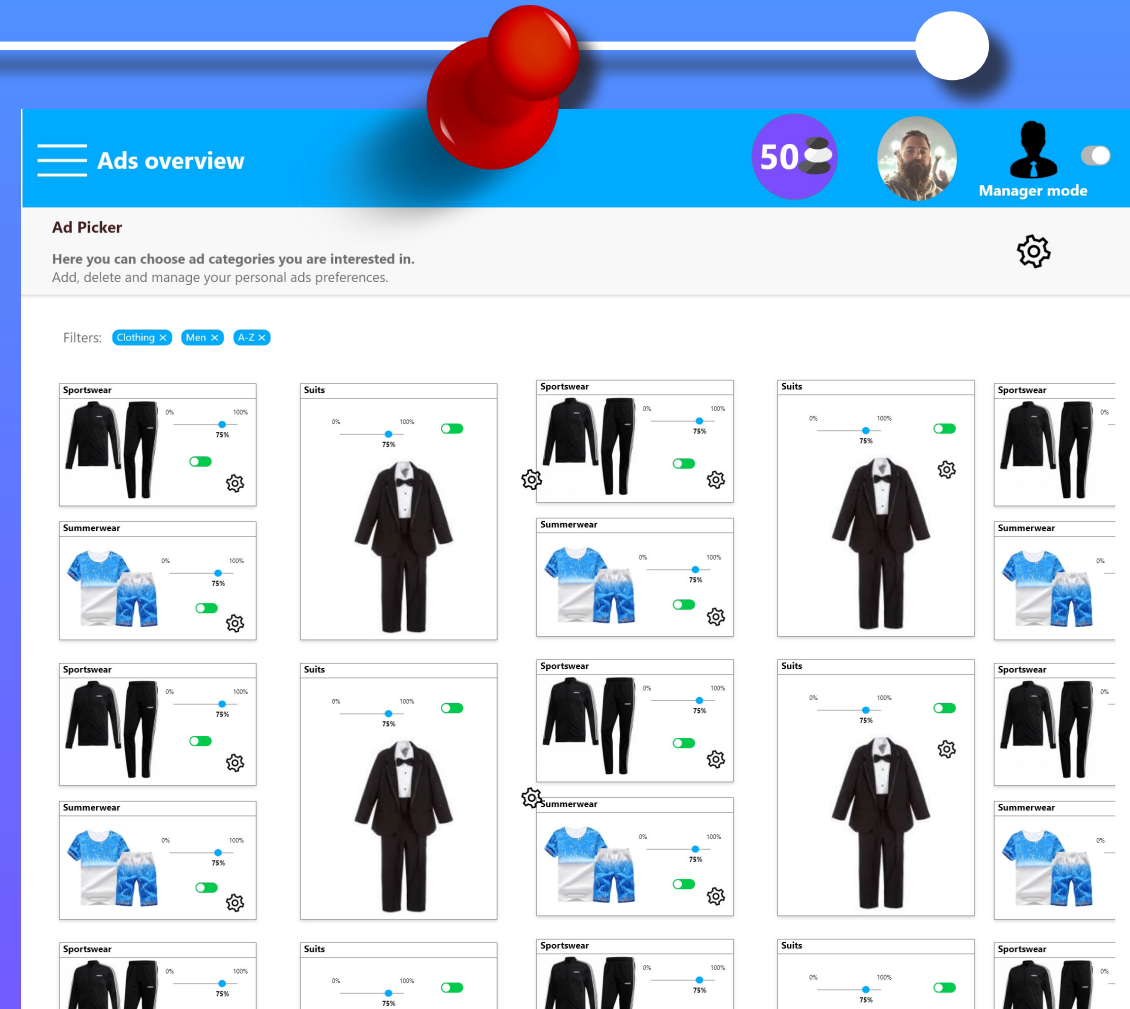 Ads overview
50
Manager mode
Ad Picker
Here you can choose ad categories you are interested in.
Add, delete and manage your personal ads preferences.
Filters: Clothing × Men × A-Z ×
Sportswear
0% 100%
75%
Suits
0% 100%
75%
Sportswear
0% 100%
75%
Suits
0% 100%
75%
Sportswear
0%
Summerwear
0% 100%
75%
Summerwear
0% 100%
75%
Summerwear
0%
Sportswear
0% 100%
75%
Suits
0% 100%
75%
Sportswear
0% 100%
75%
Suits
0% 100%
75%
Sportswear
0%
Summerwear
0% 100%
75%
Summerwear
0% 100%
75%
Summerwear
0%
Sportswear
0% 100%
75%
Suits
0% 100%
75%
Sportswear
0% 100%
75%
Suits
0% 100%
75%
Sportswear
0%